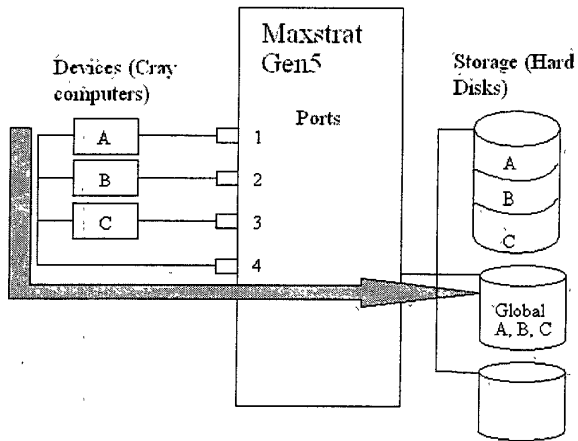 Maxstrat
Gen5
Devices (Cray
computers)
Storage (Hard
Disks)
Ports
A
1
B
2
C
3
4
A
B
C
Global
A, B, C